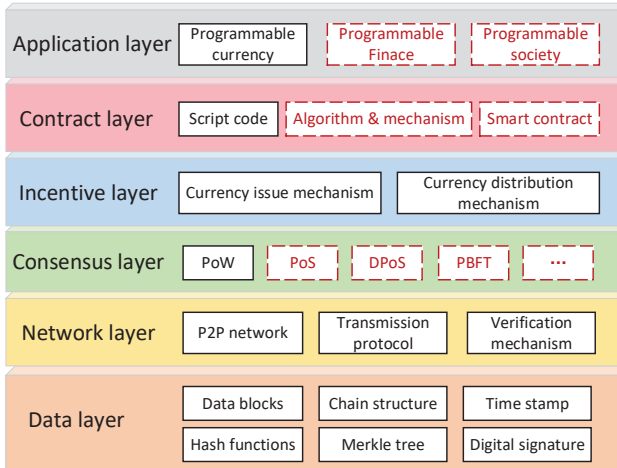 Application layer
Programmable
currency
Programmable
Finace
Programmable
society
Contract layer
Script code
Algorithm & mechanism
Smart contract
Incentive layer
Currency issue mechanism
Currency distribution
mechanism
Consensus layer
PoW
PoS
DPoS
PBFT
...
Network layer
P2P network
Transmission
protocol
Verification
mechanism
Data layer
Data blocks
Chain structure
Time stamp
Hash functions
Merkle tree
Digital signature